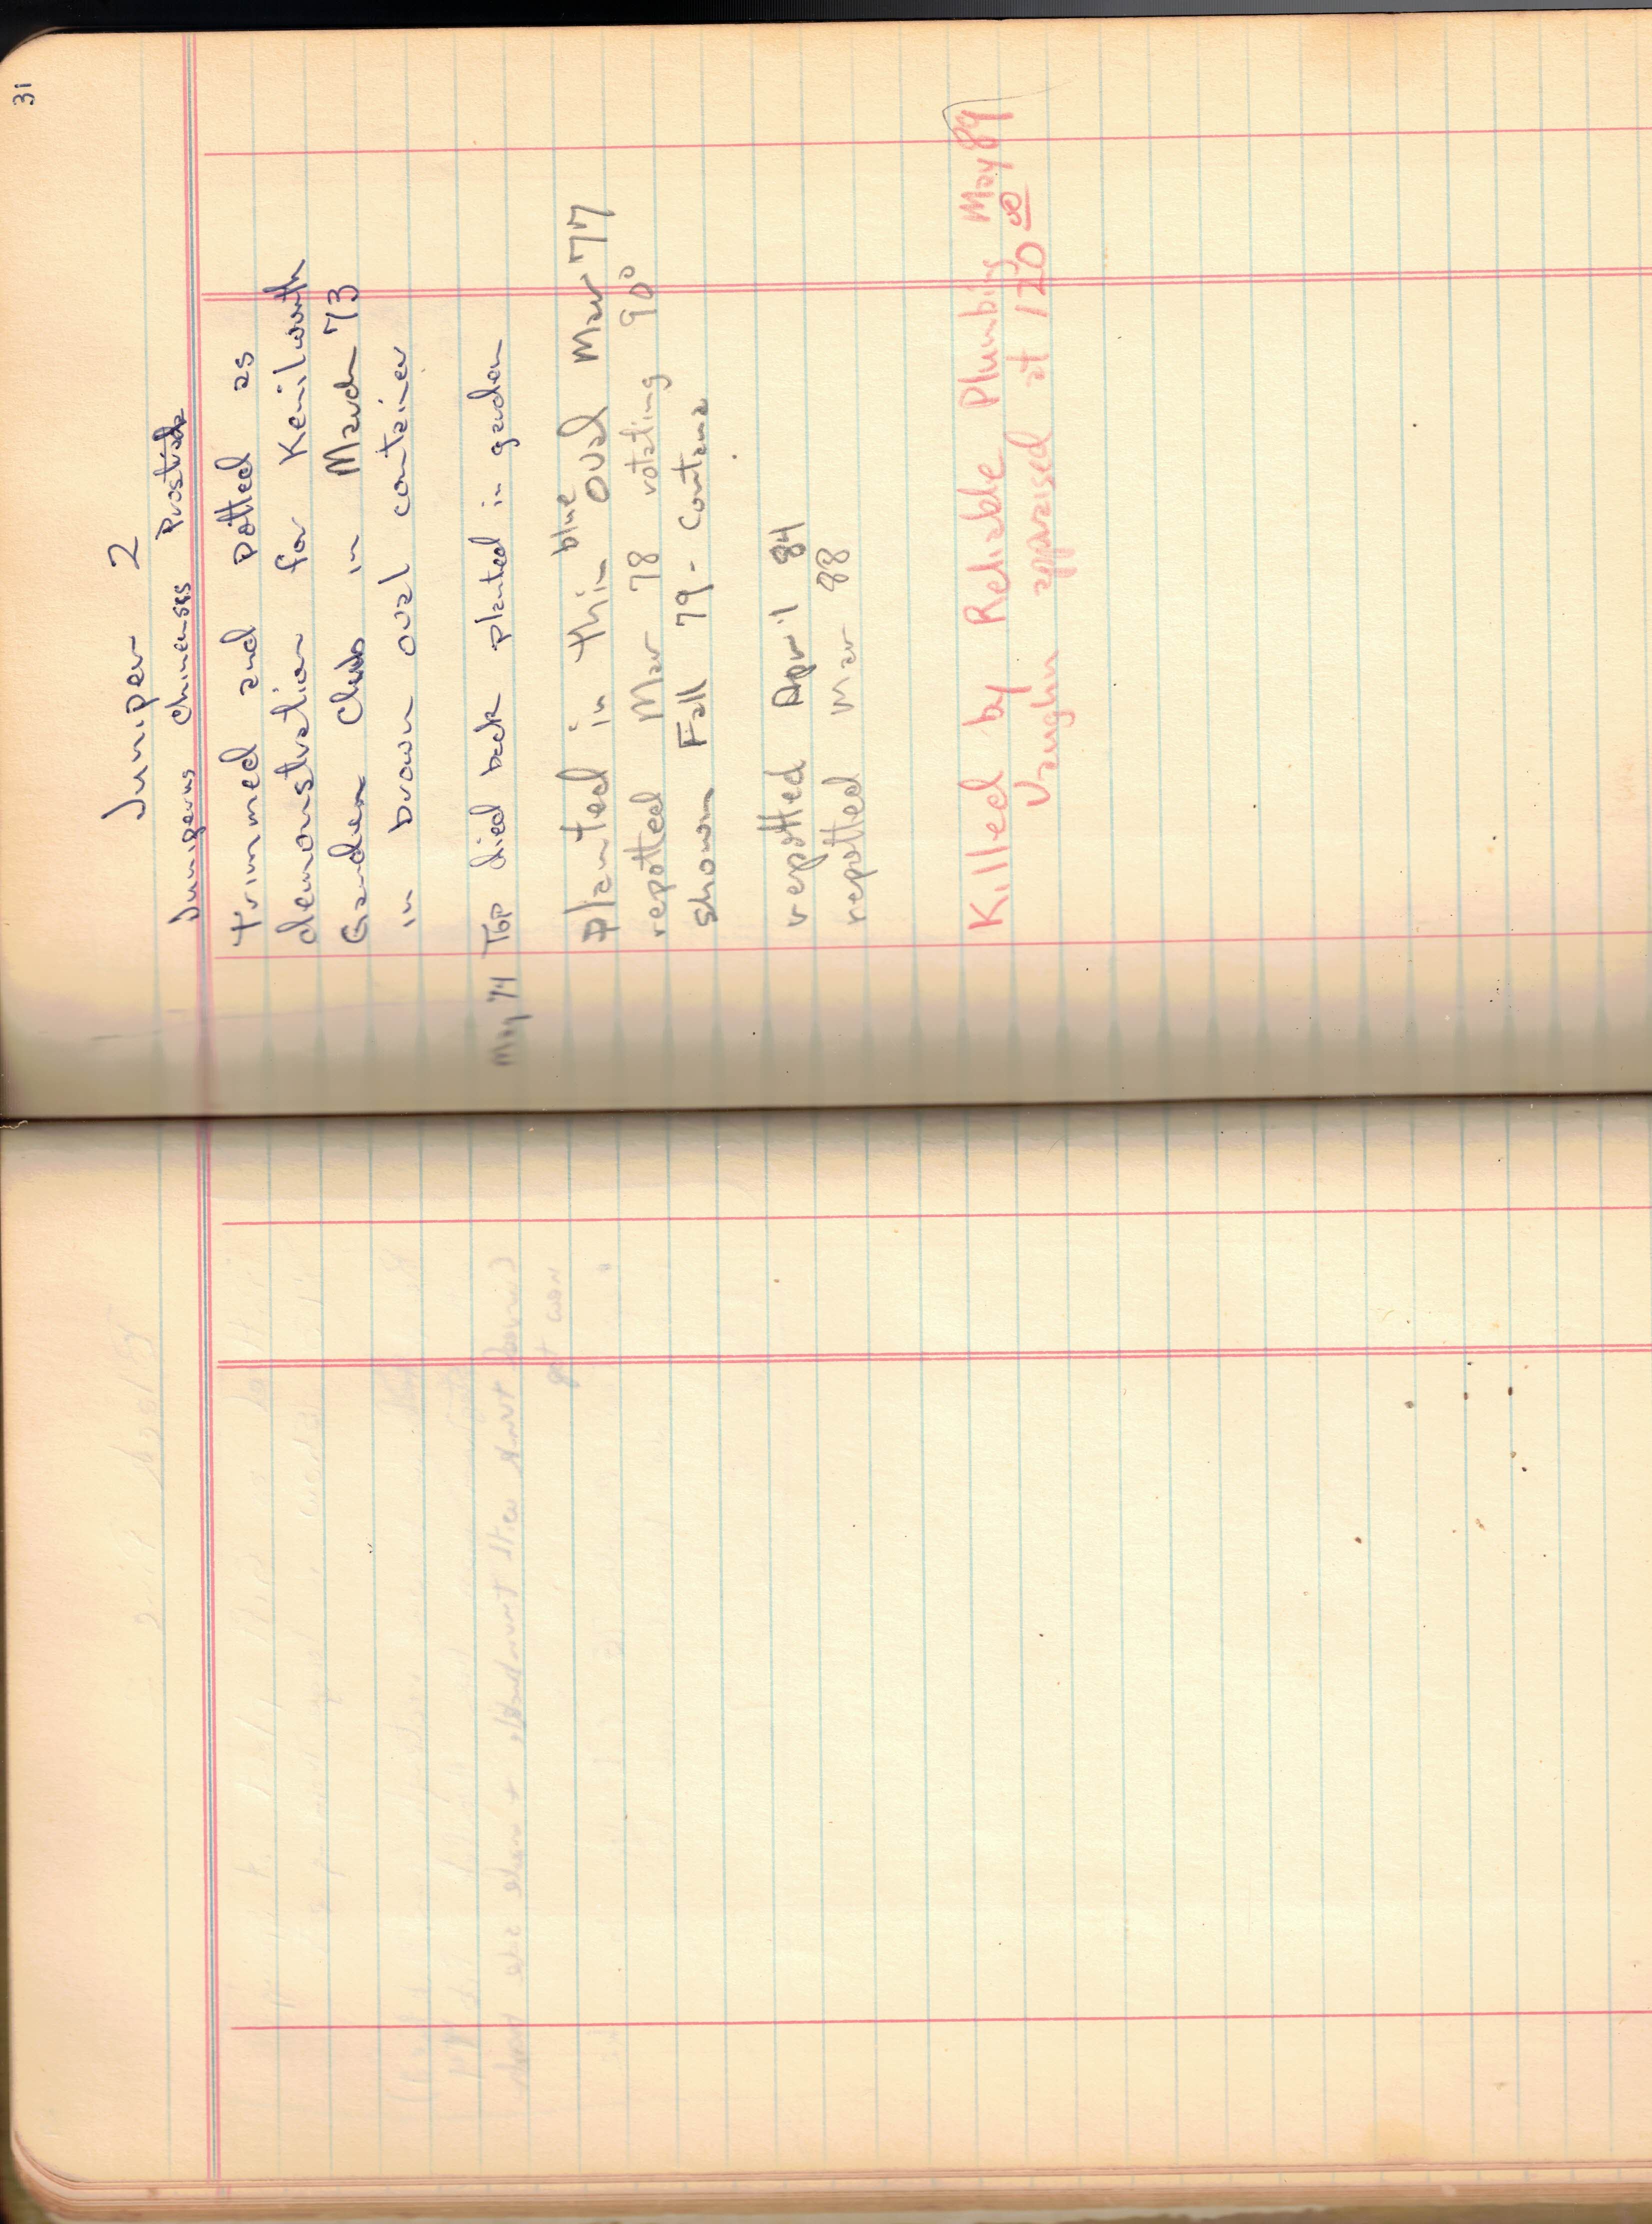 31
Juniper 2
Juniperus Chinensis
Trimmed and potted as
demonstration for Kenilworth
Garden Club in March 73
in brown oval container
May 74 Top died back planted in garden
planted in thin blue oval Mar 77
repotted Mar 78 rotating 90°
shown Fall 79 -
repotted Apr'l 84
repotted Mar 88
Killed by Reliable Plumbing May 89
Vaughn appraised at 120 00